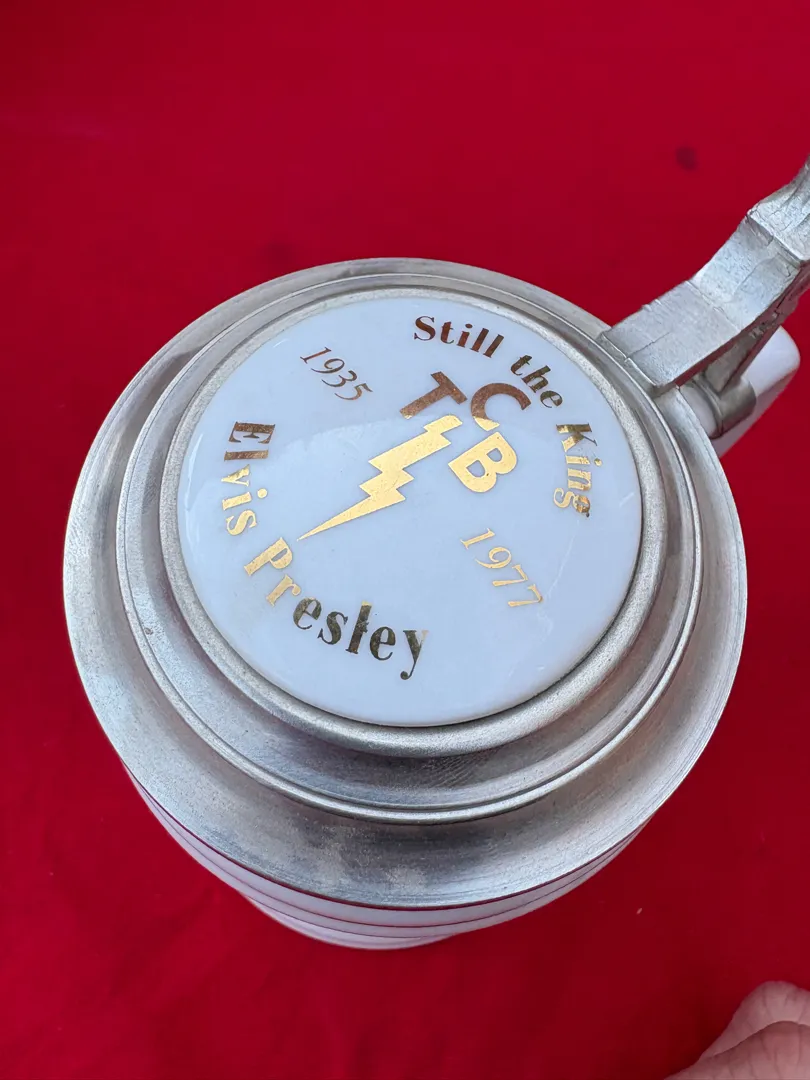 Still the King
1935
TCB
1977
Elvis Presley